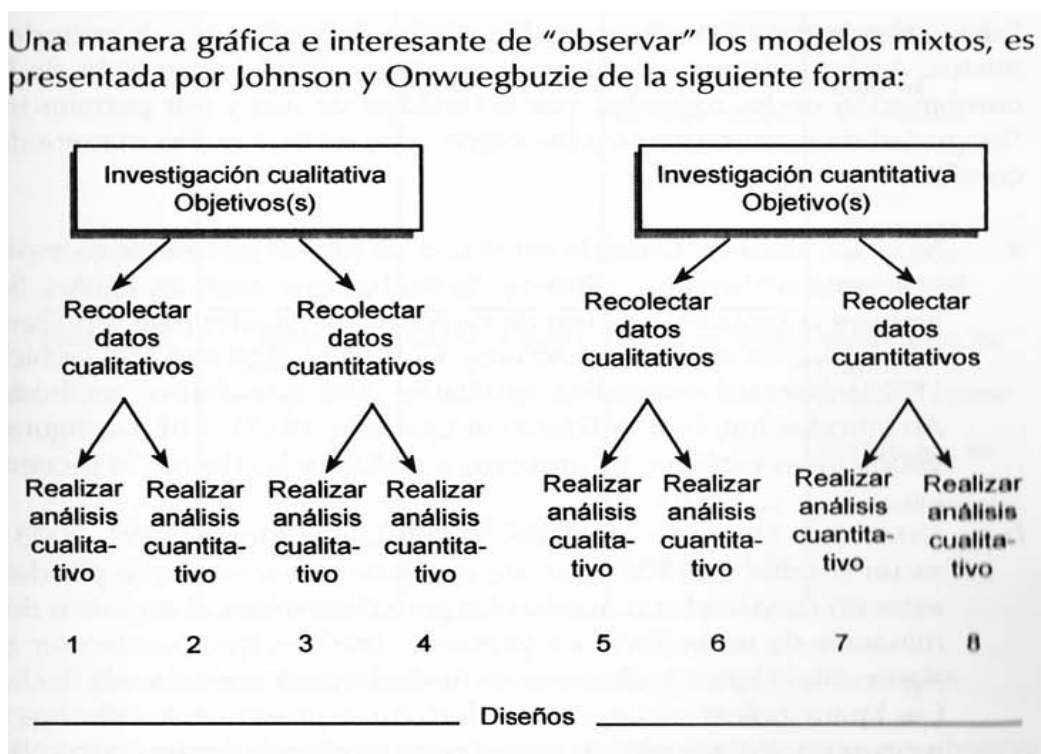 Una manera gráfica e interesante de “observar” los modelos mixtos, es
presentada por Johnson y Onwuegbuzie de la siguiente forma:
Investigación cualitativa
Objetivos(s)
Investigación cuantitativa
Objetivo(s)
Recolectar
datos
cualitativos
Recolectar
datos
cuantitativos
Recolectar
datos
cualitativos
Recolectar
datos
cuantitativos
Realizar
análisis
cualita-
tivo
Realizar
análisis
cuantita-
tivo
Realizar
análisis
cualita-
tivo
Realizar
análisis
cuantita-
tivo
Realizar
análisis
cualita-
tivo
Realizar
análisis
cuantita-
tivo
Realizar
análisis
cuantita-
tivo
Realizar
análisis
cualita-
tivo
1 2 3 4 5 6 7 8
Diseños